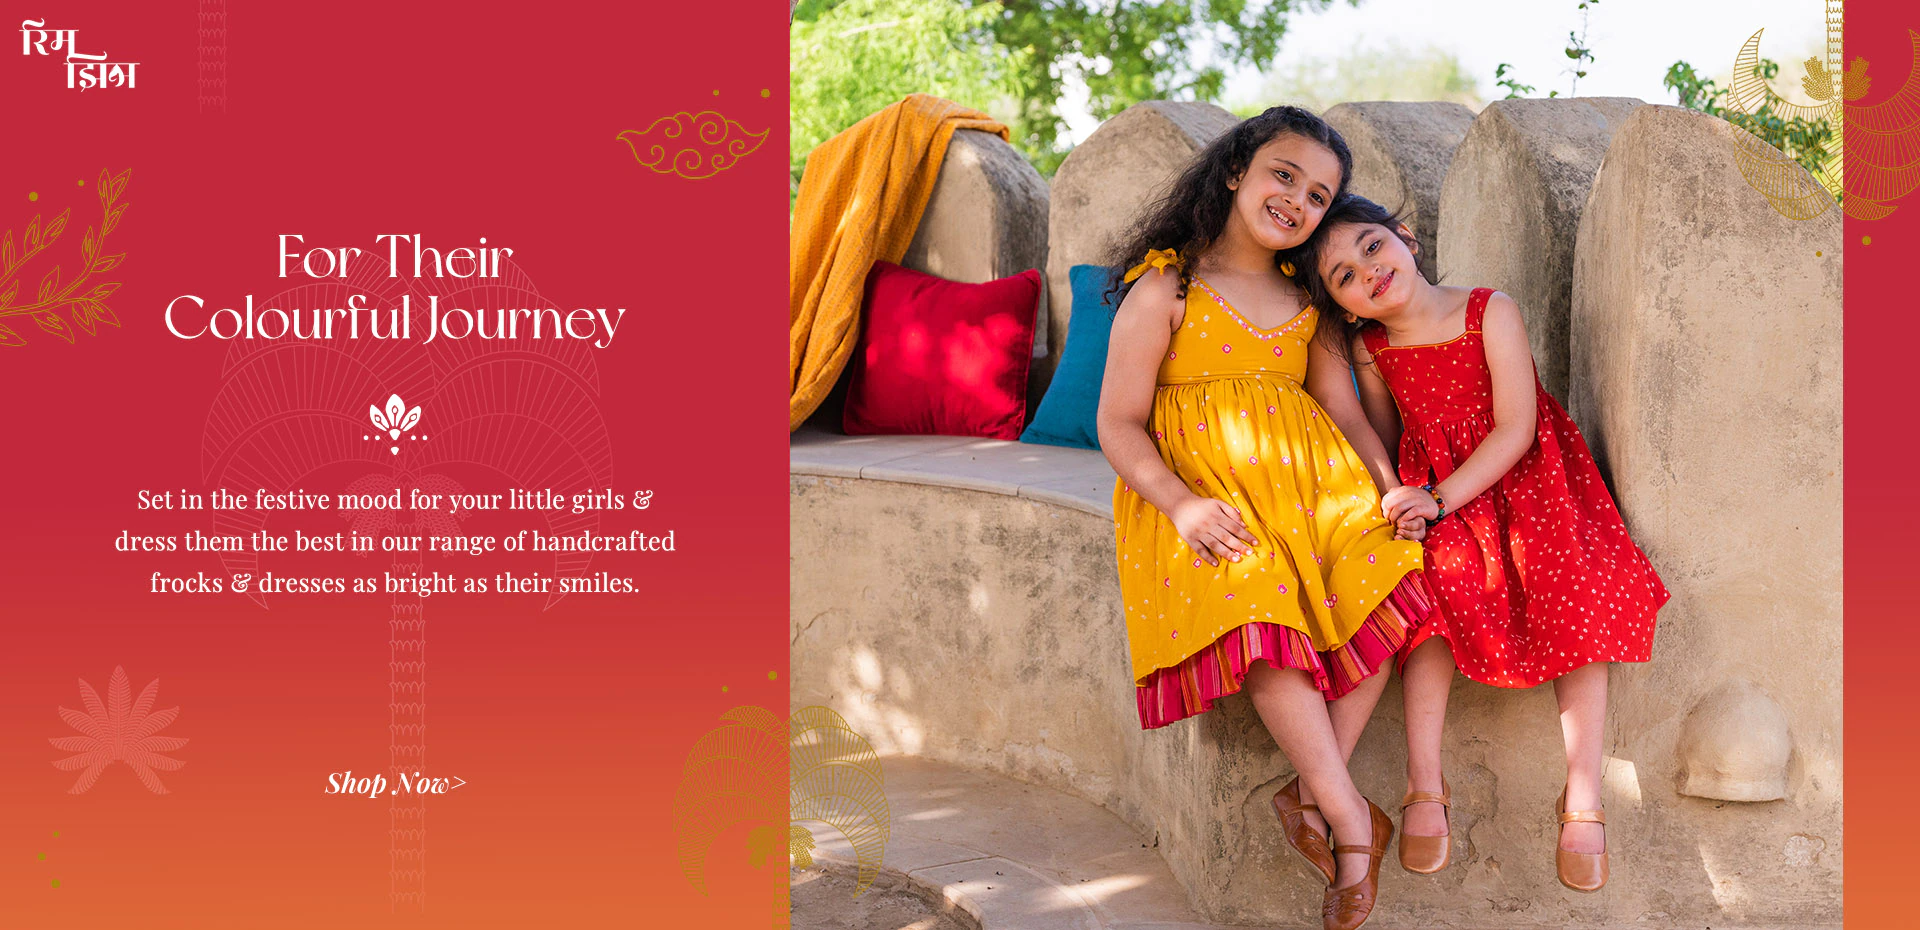 रिम
झिम
For Their
Colourful Journey
Set in the festive mood for your little girls &
dress them the best in our range of handcrafted
frocks & dresses as bright as their smiles.
Shop Now>